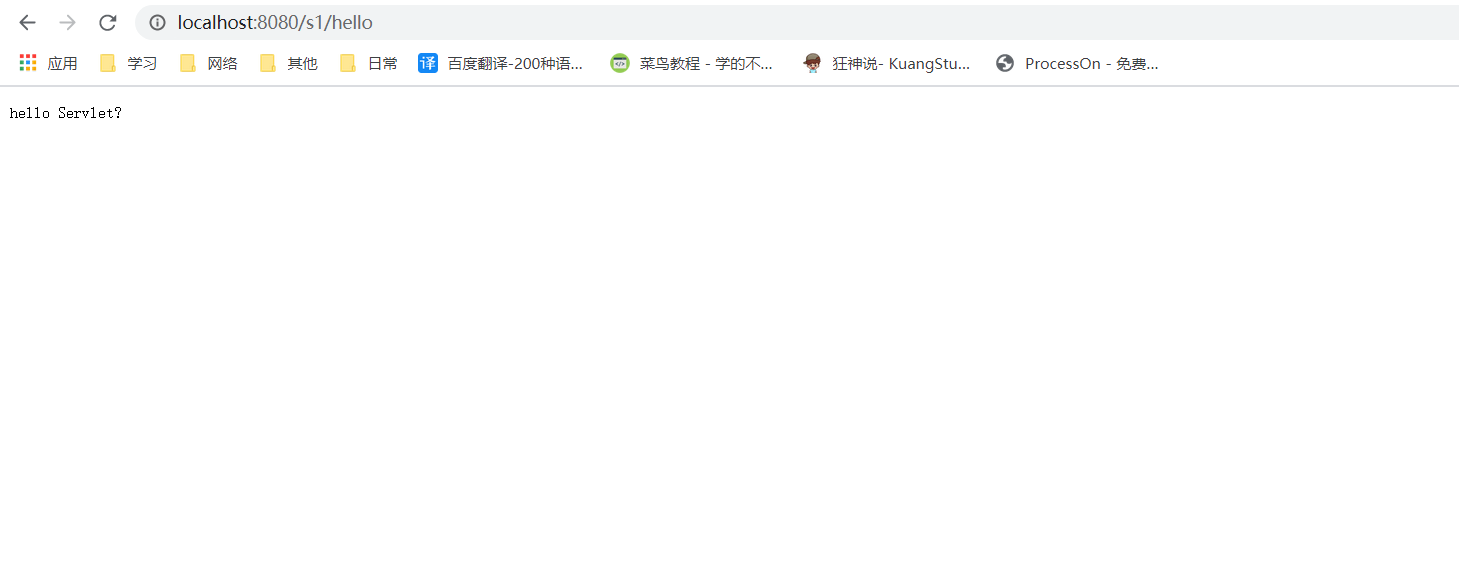 localhost:8080/s1/hello
应用 学习 网络 其他 日常 译 百度翻译-200种语... 菜鸟教程 - 学的不... 狂神说- KuangStu... ProcessOn - 免费...
hello Servlet?